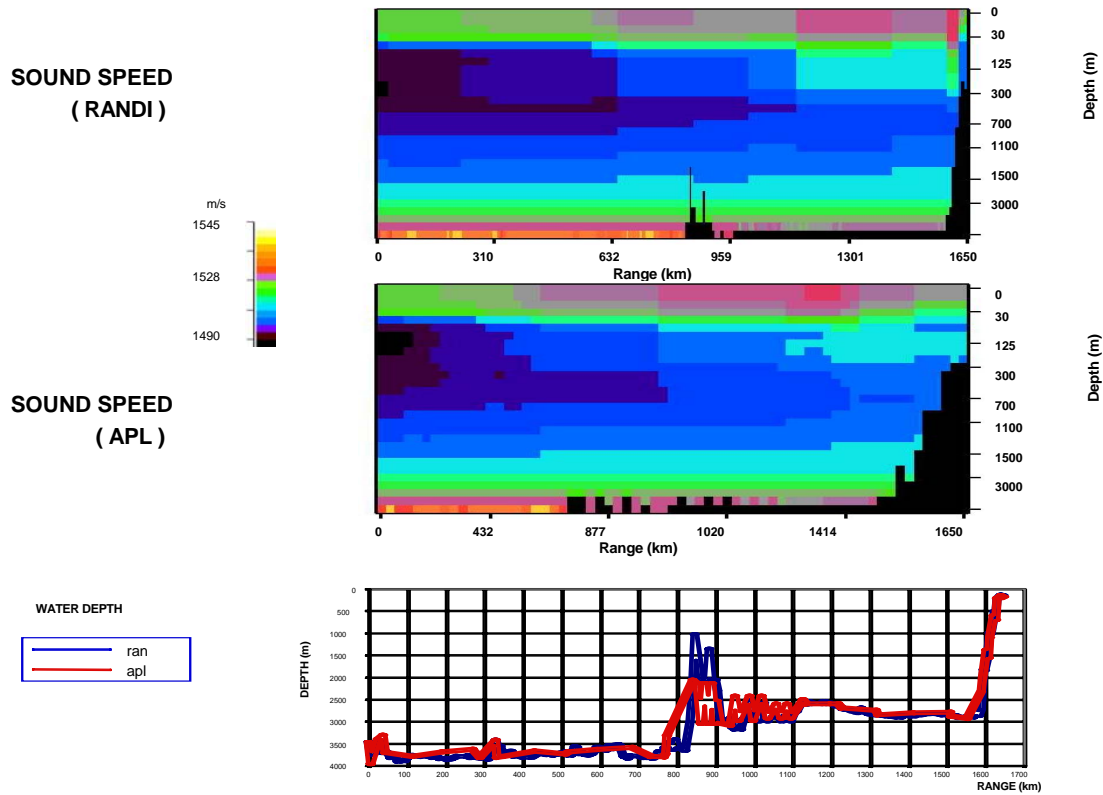 SOUND SPEED
( RANDI )
0
30
125
300
700
1100
1500
3000
Depth (m)
0 310 632 959 1301 1650
Range (km)
m/s
1545
1528
1490
SOUND SPEED
( APL )
0
30
125
300
700
1100
1500
3000
Depth (m)
0 432 877 1020 1414 1650
Range (km)
WATER DEPTH
ran
apl
DEPTH (m)
0
500
1000
1500
2000
2500
3000
3500
4000
0 100 200 300 400 500 600 700 800 900 1000 1100 1200 1300 1400 1500 1600 1700
RANGE (km)